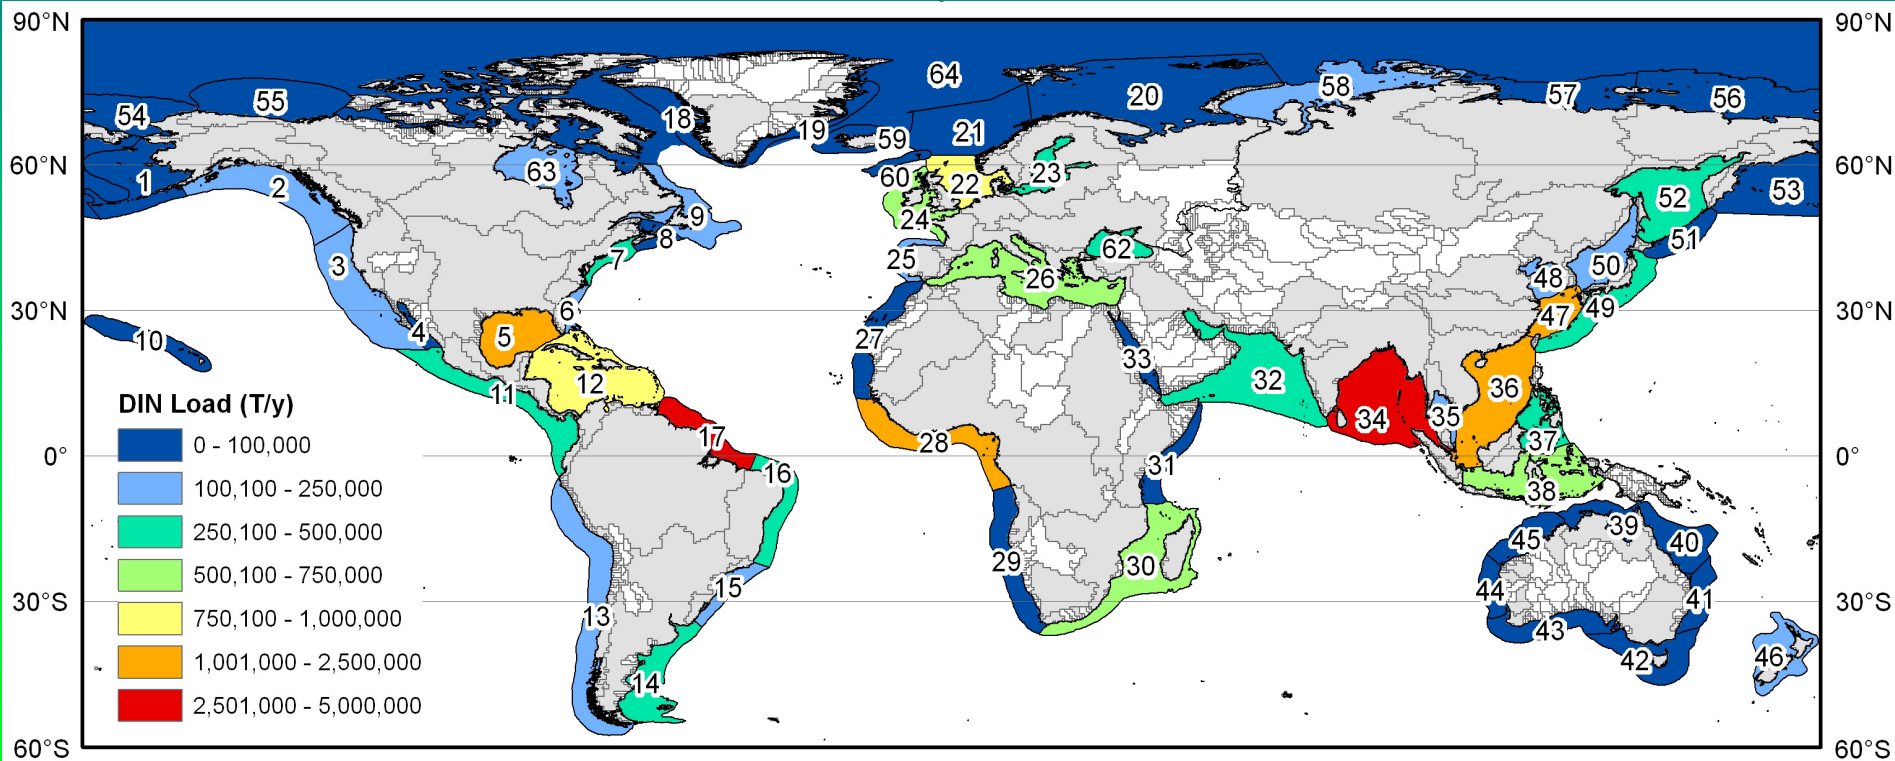 90°N 90°N
64
54 55 20 58 57 56
18 19 59 21
60°N 60°N
1 2 63 60 22 23 52 53
9 24
3 7 8 25 62 26 48 50 51
30°N 30°N
10 4 5 6 27 47 49
12 33 32 36
11 34 35
DIN Load (T/y)
0 - 100,000
17 28 37
0° 0°
16 31
100,100 - 250,000
38
250,100 - 500,000
39
45 40
500,100 - 750,000
29 30
15 44
30°S 30°S
13 41
750,100 - 1,000,000
43
1,001,000 - 2,500,000
42 46
14
2,501,000 - 5,000,000
60°S 60°S